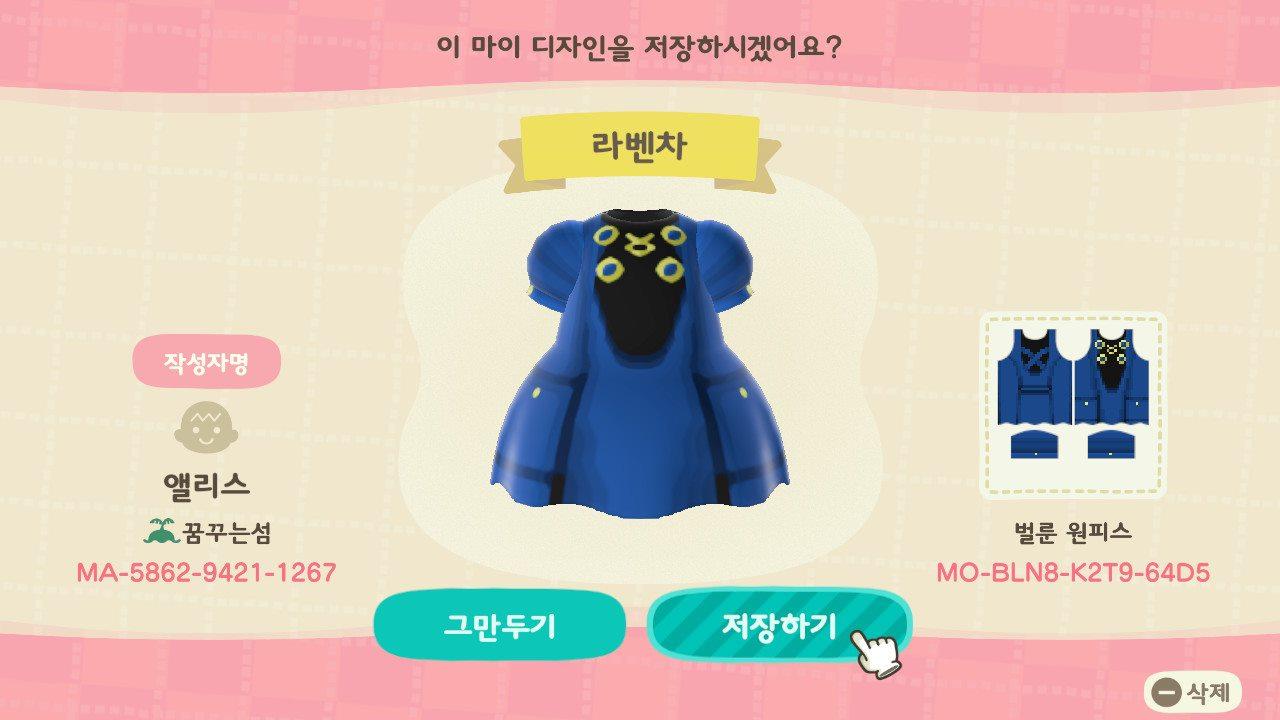 이 마이 디자인을 저장하시겠어요?
라벤차
작성자명
앨리스
꿈꾸는섬
MA-5862-9421-1267
벌룬 원피스
MO-BLN8-K2T9-64D5
그만두기
저장하기
삭제